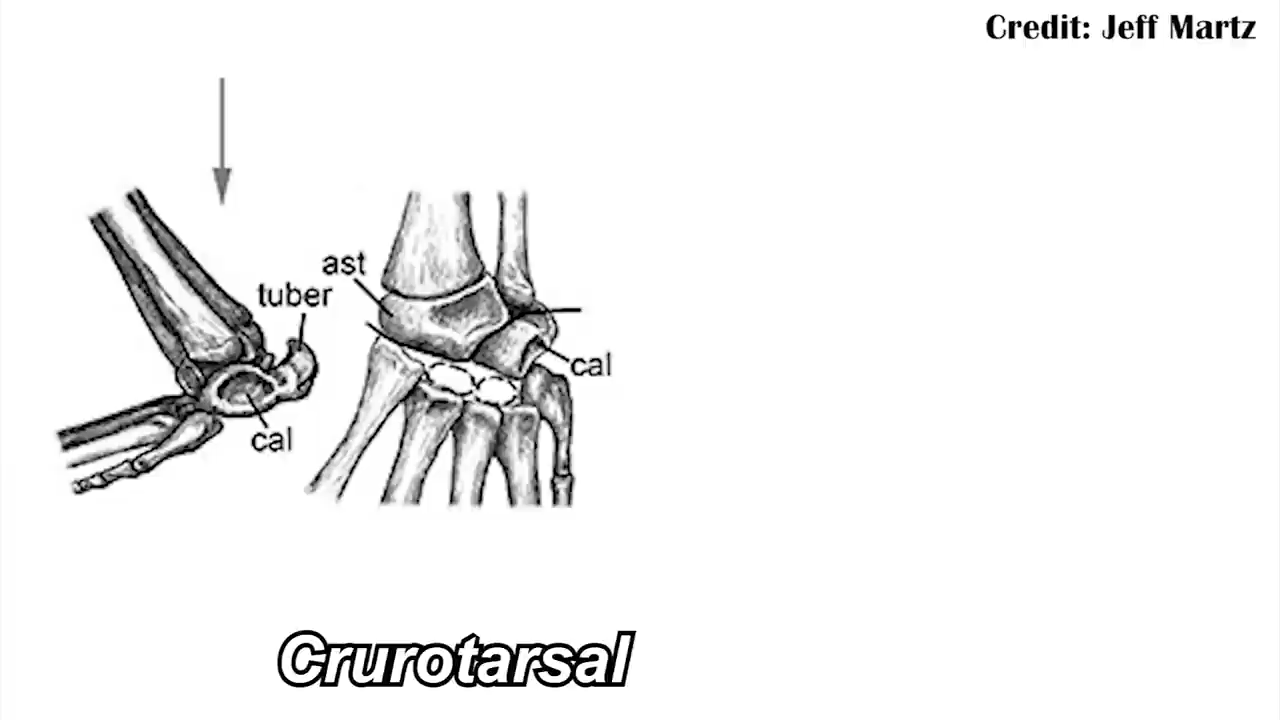 Credit: Jeff Martz
ast
tuber
cal
cal
Crurotarsal